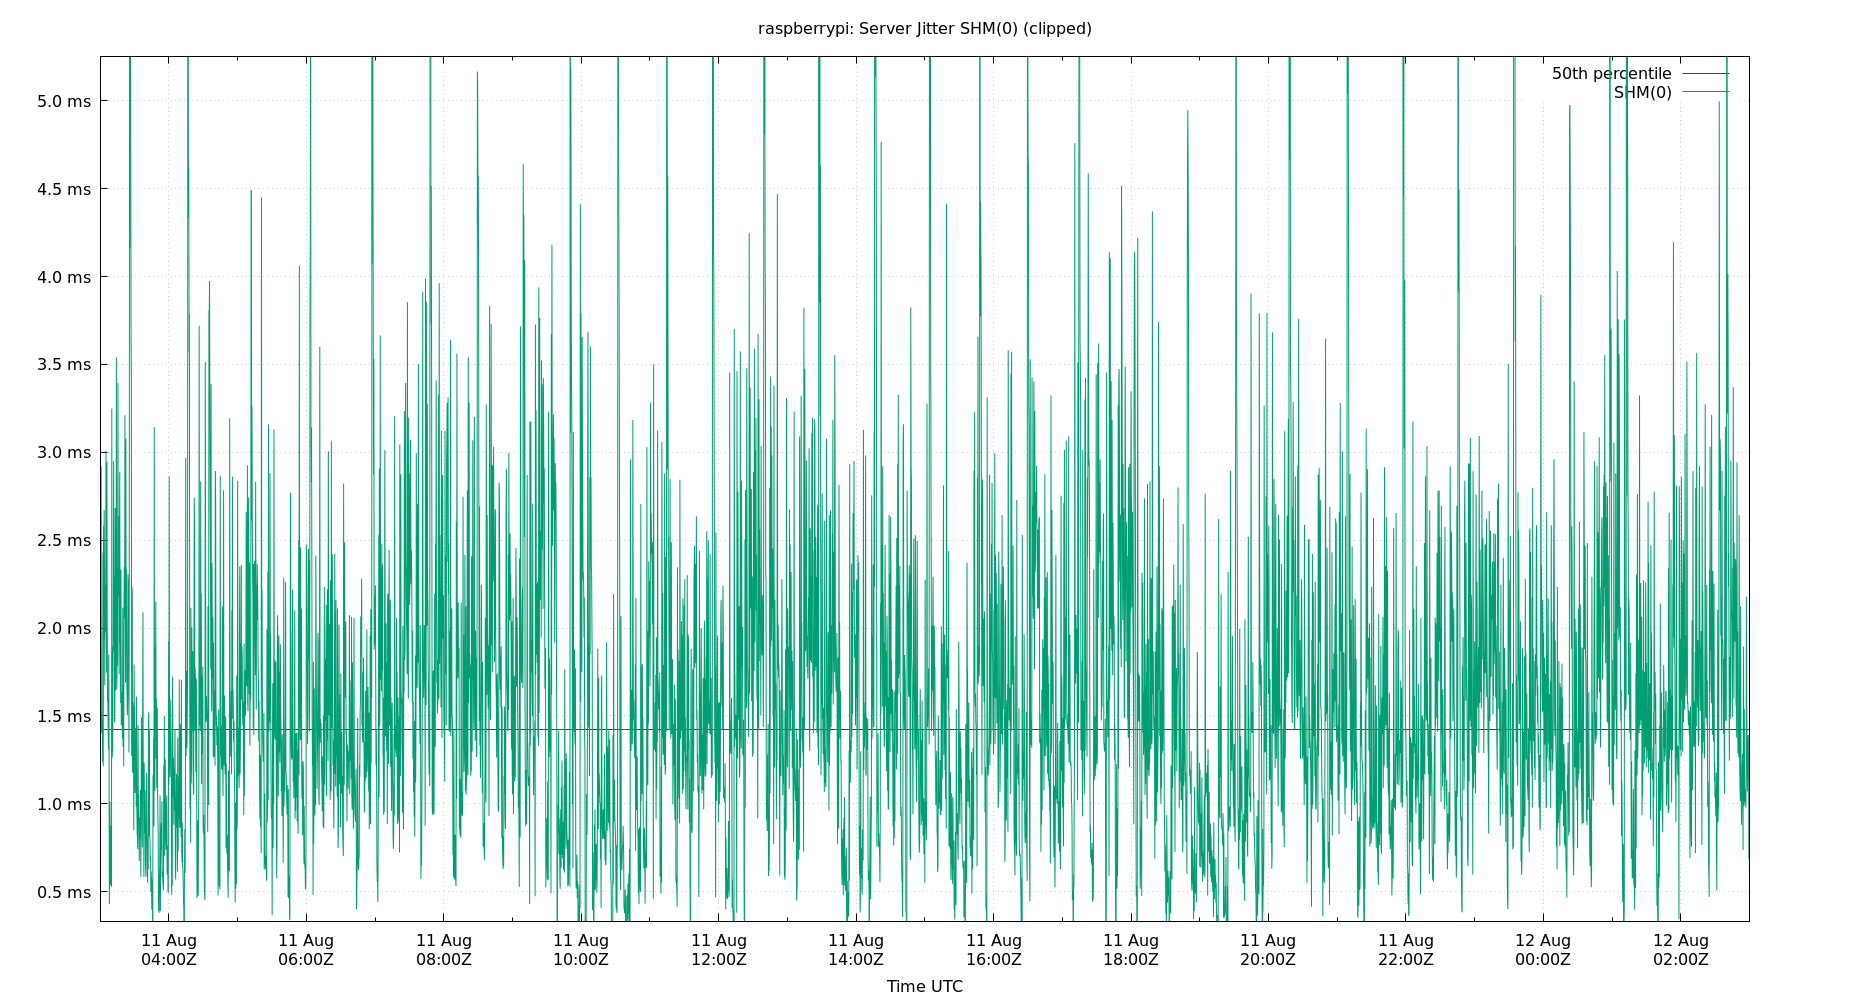 raspberrypi: Server Jitter SHM(0) (clipped)
50th percentile
SHM(0)
5.0 ms
4.5 ms
4.0 ms
3.5 ms
3.0 ms
2.5 ms
2.0 ms
1.5 ms
1.0 ms
0.5 ms
11 Aug 11 Aug 11 Aug 11 Aug 11 Aug 11 Aug 11 Aug 11 Aug 11 Aug 11 Aug 12 Aug 12 Aug
04:00Z 06:00Z 08:00Z 10:00Z 12:00Z 14:00Z 16:00Z 18:00Z 20:00Z 22:00Z 00:00Z 02:00Z
Time UTC